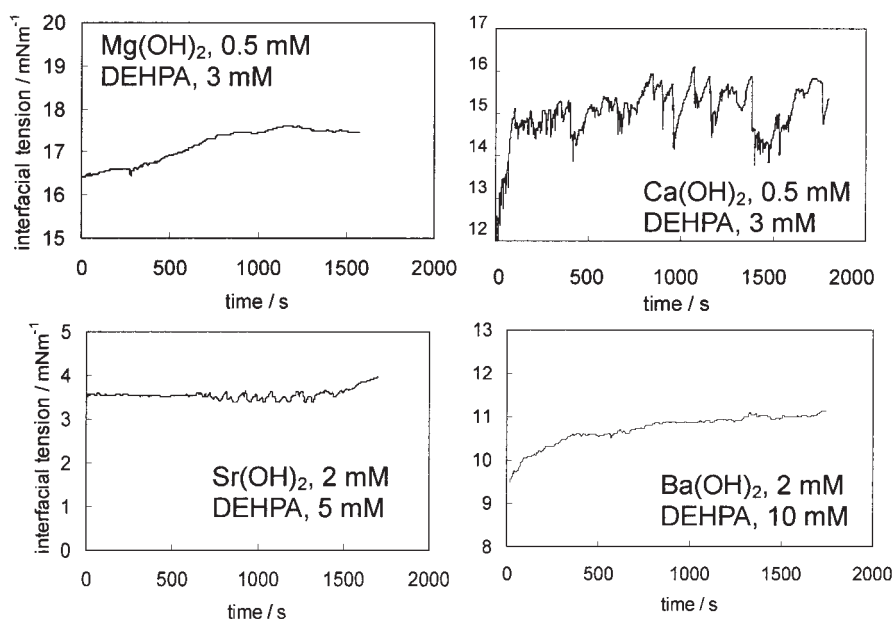 interfacial tension / mNm⁻¹
20
19
18
17
16
15
Mg(OH)₂, 0.5 mM
DEHPA, 3 mM
0 500 1000 1500 2000
time / s
17
16
15
14
13
12
Ca(OH)₂, 0.5 mM
DEHPA, 3 mM
0 500 1000 1500 2000
time / s
interfacial tension / mNm⁻¹
5
4
3
2
1
0
Sr(OH)₂, 2 mM
DEHPA, 5 mM
0 500 1000 1500 2000
time / s
13
12
11
10
9
8
Ba(OH)₂, 2 mM
DEHPA, 10 mM
0 500 1000 1500 2000
time / s